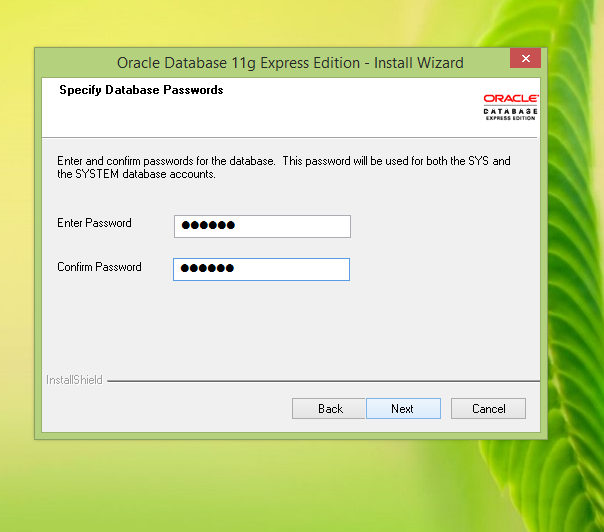 Oracle Database 11g Express Edition - Install Wizard
Specify Database Passwords
ORACLE
DATABASE
EXPRESS EDITION
Enter and confirm passwords for the database.  This password will be used for both the SYS and
the SYSTEM database accounts.
Enter Password ●●●●●●
Confirm Password ●●●●●●
InstallShield
Back Next Cancel